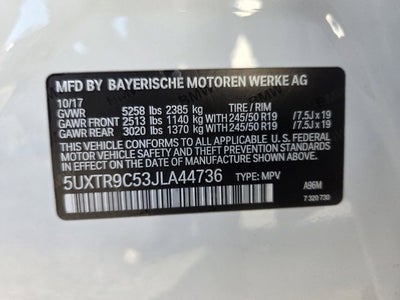 MFD BY BAYERISCHE MOTOREN WERKE AG
10/17
GVWR 5258 lbs 2385 kg TIRE / RIM
GAWR FRONT 2513 lbs 1140 kg WITH 245/50 R19 /7.5J x 19
GAWR REAR 3020 lbs 1370 kg WITH 245/50 R19 /7.5J x 19
THIS VEHICLE CONFORMS TO ALL APPLICABLE U.S. FEDERAL
MOTOR VEHICLE SAFETY, BUMPER, AND THEFT PREVENTION
STANDARDS IN EFFECT ON THE DATE OF MANUFACTURE SHOWN ABOVE.
5UXTR9C53JLA44736 TYPE: MPV
A96M
7 320 730